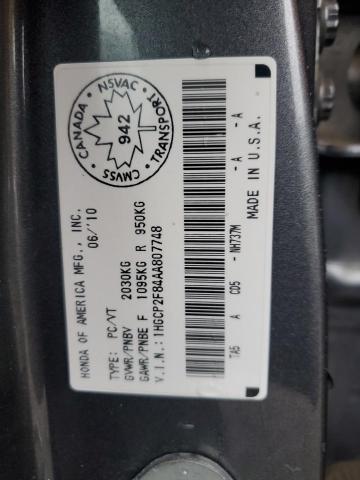 HONDA OF AMERICA MFG., INC.
06/'10
TYPE: PC/VT
GVWR/PNBV 2030KG
GAWR/PNBE F 1095KG R 950KG
V.I.N.:1HGCP2F84AA807748
CANADA NSVAC
942
CMVSS TRANSPORT
TA5 A CD5 - NH737M - A - A
MADE IN U.S.A.